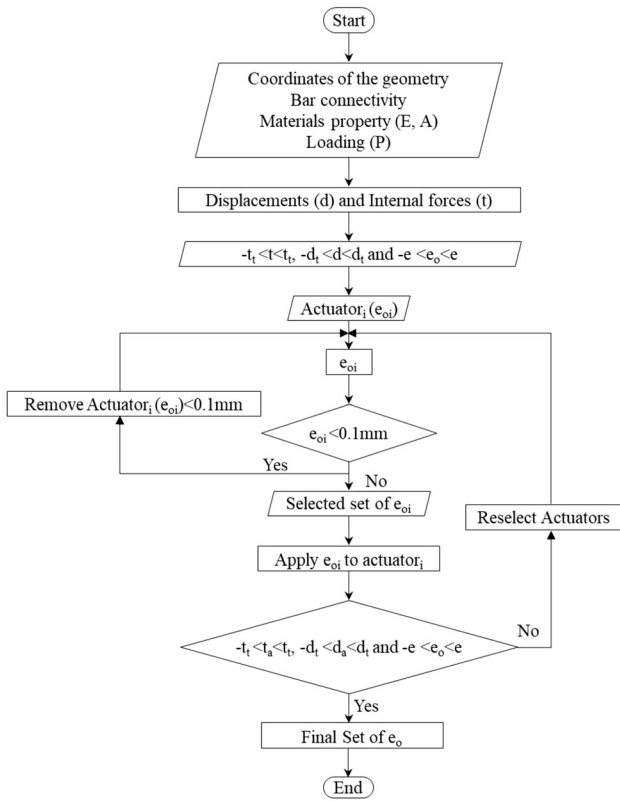 Start
Coordinates of the geometry
Bar connectivity
Materials property (E, A)
Loading (P)
Displacements (d) and Internal forces (t)
-tₜ <t<tₜ, -dₜ <d<dₜ and -e <eₒ<e
Actuatorᵢ (eₒᵢ)
eₒᵢ
Remove Actuatorᵢ (eₒᵢ)<0.1mm
eₒᵢ <0.1mm
Yes
No
Selected set of eₒᵢ
Reselect Actuators
Apply eₒᵢ to actuatorᵢ
-tₜ <tₐ<tₜ, -dₜ <dₐ<dₜ and -e <eₒ<e
No
Yes
Final Set of eₒ
End